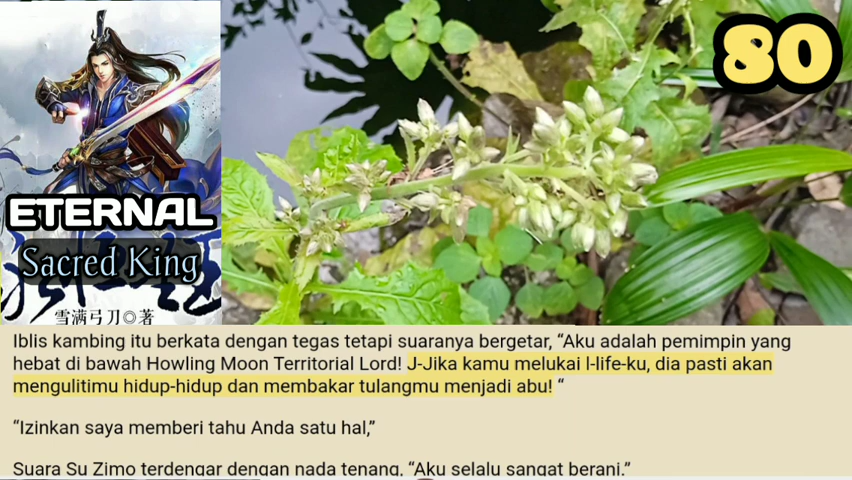 80
ETERNAL
Sacred King
雪满弓刀◎著
Iblis kambing itu berkata dengan tegas tetapi suaranya bergetar, “Aku adalah pemimpin yang
hebat di bawah Howling Moon Territorial Lord! J-Jika kamu melukai l-life-ku, dia pasti akan
mengulitimu hidup-hidup dan membakar tulangmu menjadi abu! “
“Izinkan saya memberi tahu Anda satu hal,”
Suara Su Zimo terdengar dengan nada tenang, “Aku selalu sangat berani.”